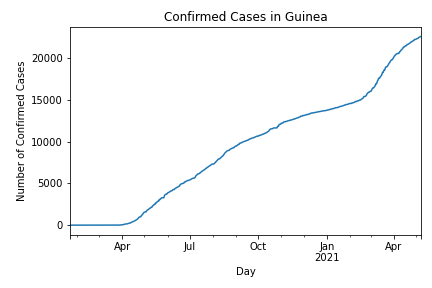 Confirmed Cases in Guinea
Number of Confirmed Cases
20000
15000
10000
5000
0
Apr Jul Oct Jan Apr
2021
Day